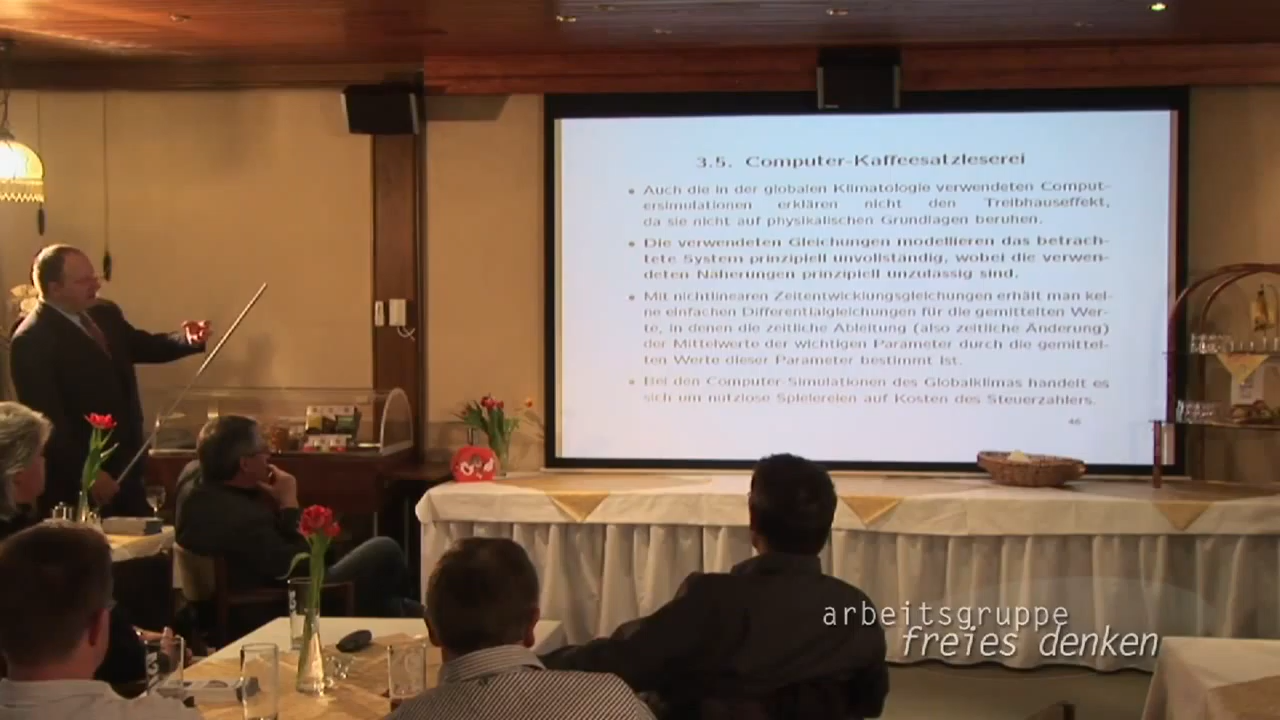 3.5. Computer-Kaffeesatzleserei
• Auch die in der globalen Klimatologie verwendeten Comput-
ersimulationen erklären nicht den Treibhauseffekt,
da sie nicht auf physikalischen Grundlagen beruhen.
• Die verwendeten Gleichungen modellieren das betrach-
tete System prinzipiell unvollständig, wobei die verwen-
deten Näherungen prinzipiell unzulässig sind.
• Mit nichtlinearen Zeitentwicklungsgleichungen erhält man kei-
ne einfachen Differentialgleichungen für die gemittelten Wer-
te, in denen die zeitliche Ableitung (also zeitliche Änderung)
der Mittelwerte der wichtigen Parameter durch die gemittel-
ten Werte dieser Parameter bestimmt ist.
• Bei den Computer-Simulationen des Globalklimas handelt es
sich um nutzlose Spielereien auf Kosten des Steuerzahlers.
46
arbeitsgruppe
freies denken